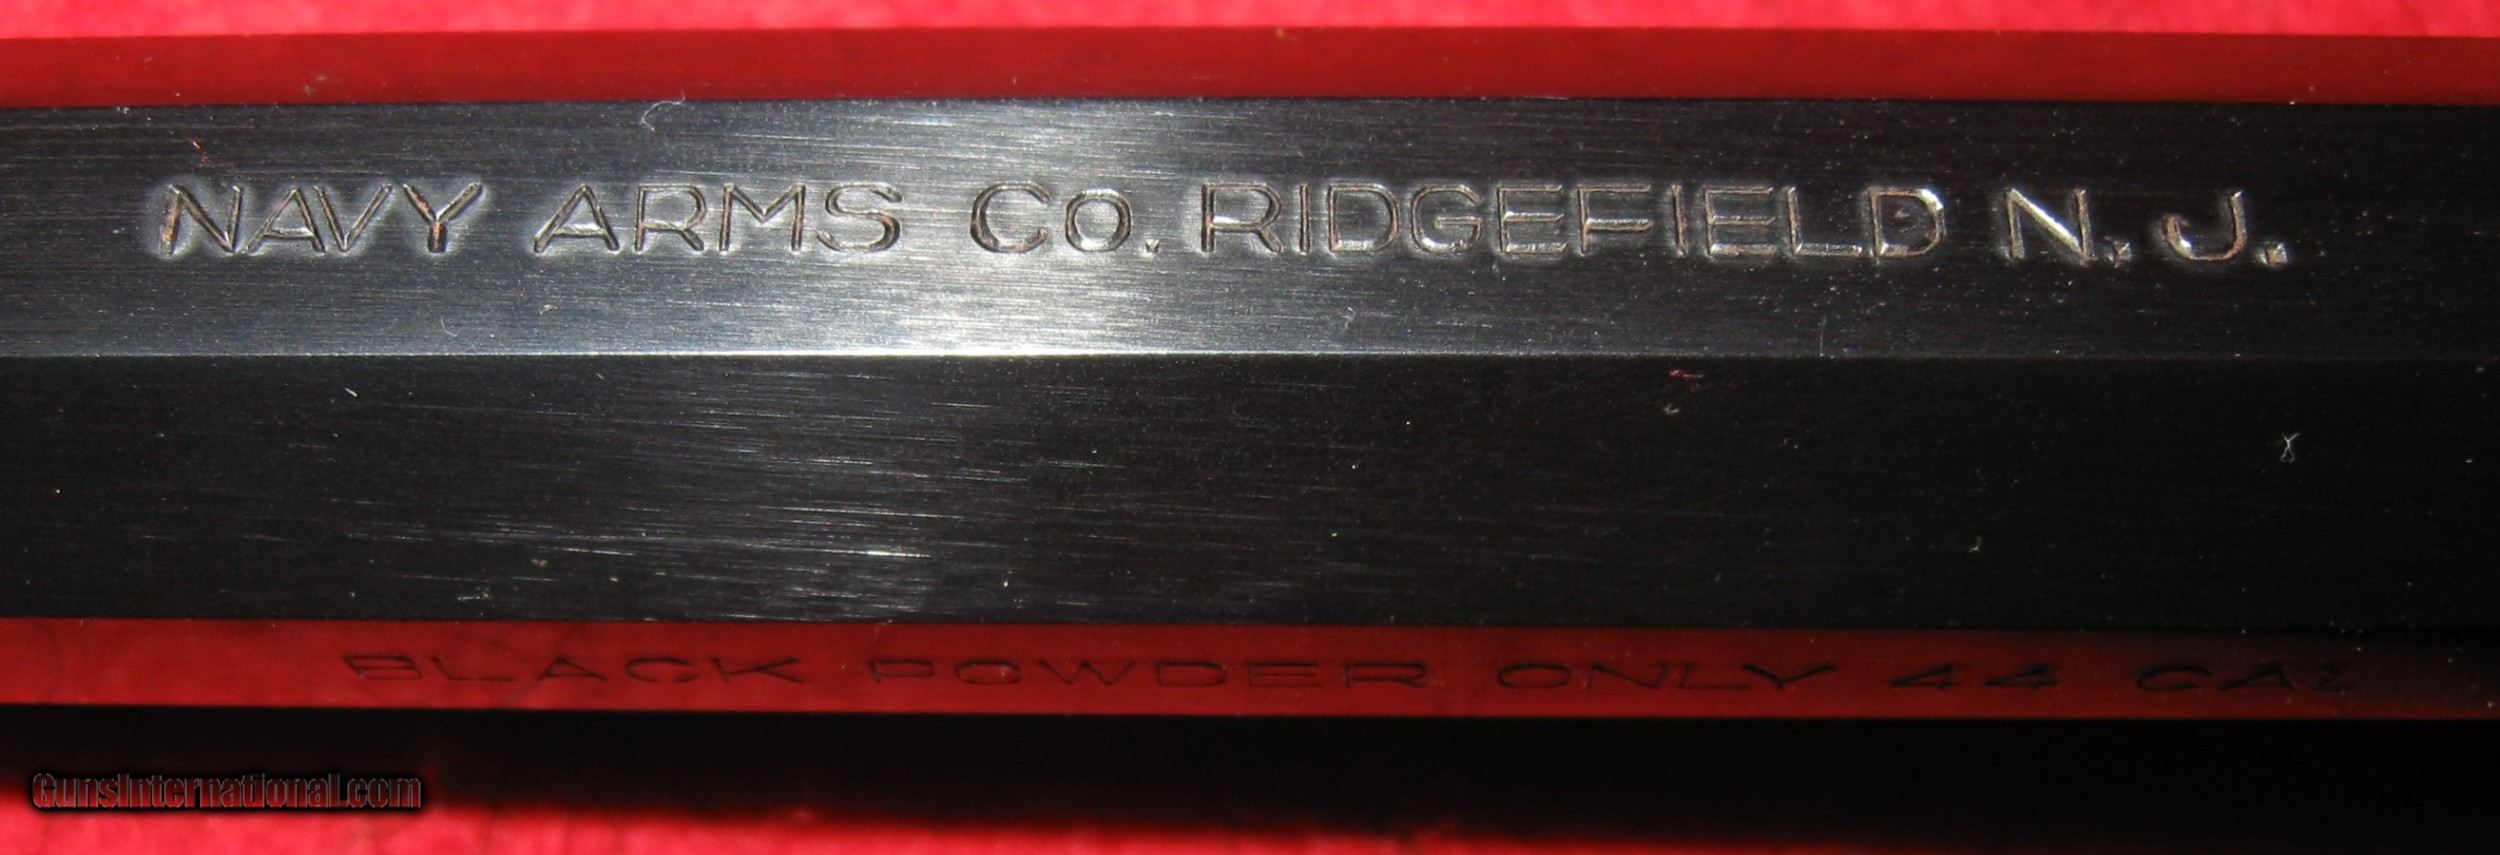 NAVY ARMS Co. RIDGEFIELD N.J.
BLACK POWDER ONLY 44 CAL
GunsInternational.com